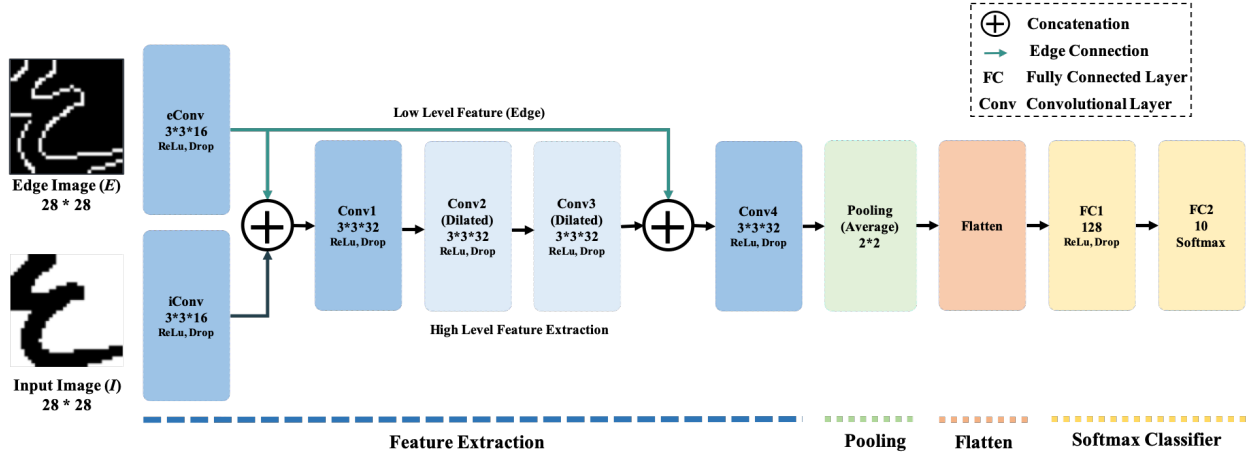 Concatenation
Edge Connection
FC Fully Connected Layer
Conv Convolutional Layer
Edge Image (E)
28 * 28
eConv
3*3*16
ReLu, Drop
Low Level Feature (Edge)
Input Image (I)
28 * 28
iConv
3*3*16
ReLu, Drop
Conv1
3*3*32
ReLu, Drop
Conv2
(Dilated)
3*3*32
ReLu, Drop
Conv3
(Dilated)
3*3*32
ReLu, Drop
High Level Feature Extraction
Conv4
3*3*32
ReLu, Drop
Pooling
(Average)
2*2
Flatten
FC1
128
ReLu, Drop
FC2
10
Softmax
Feature Extraction
Pooling
Flatten
Softmax Classifier